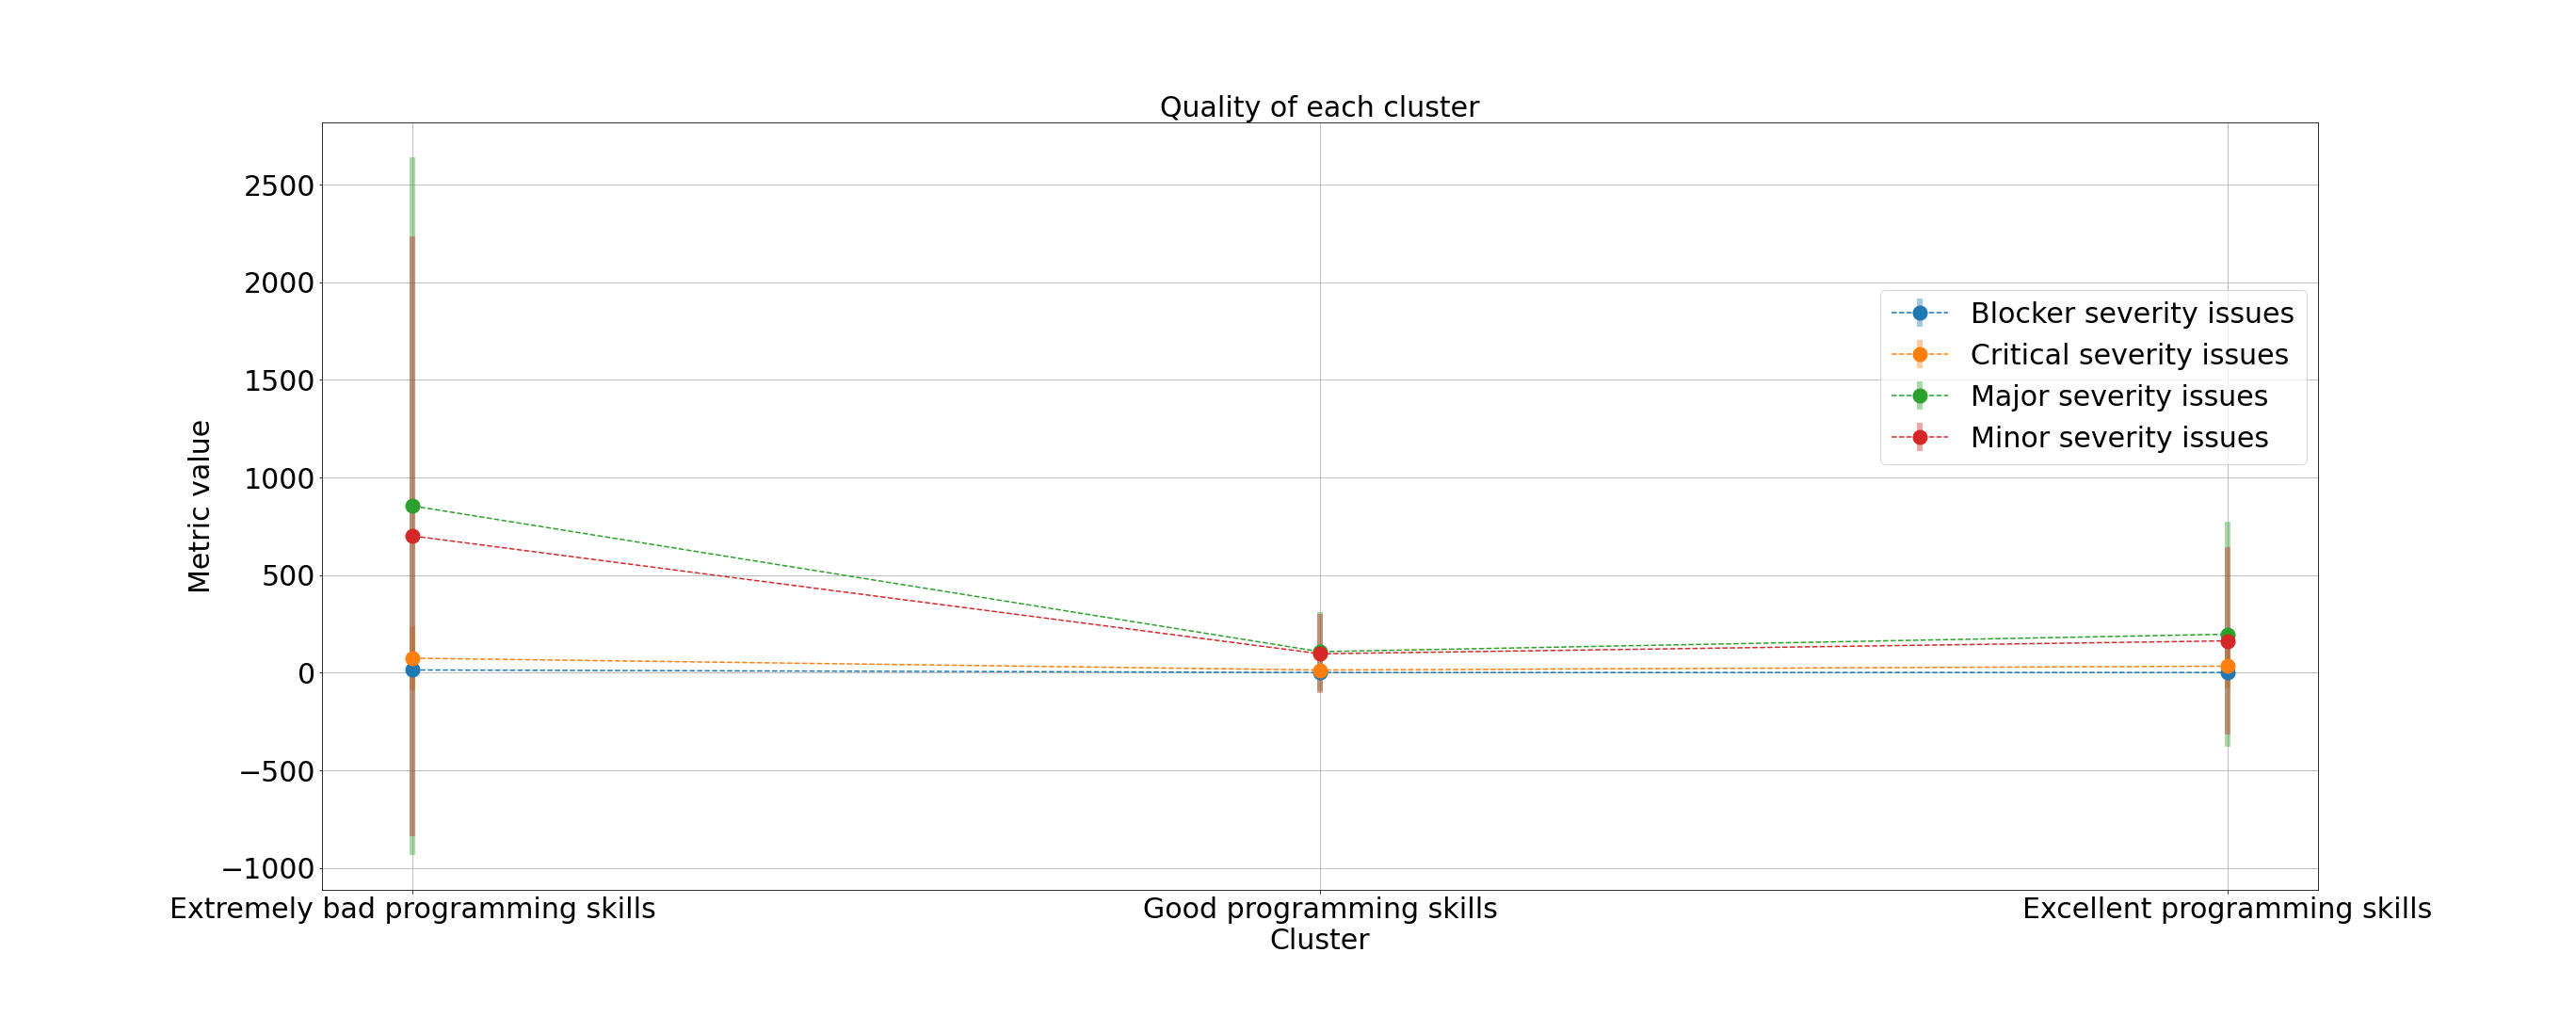 Quality of each cluster
2500
2000
1500
1000
500
0
−500
−1000
Metric value
Blocker severity issues
Critical severity issues
Major severity issues
Minor severity issues
Extremely bad programming skills
Good programming skills
Excellent programming skills
Cluster